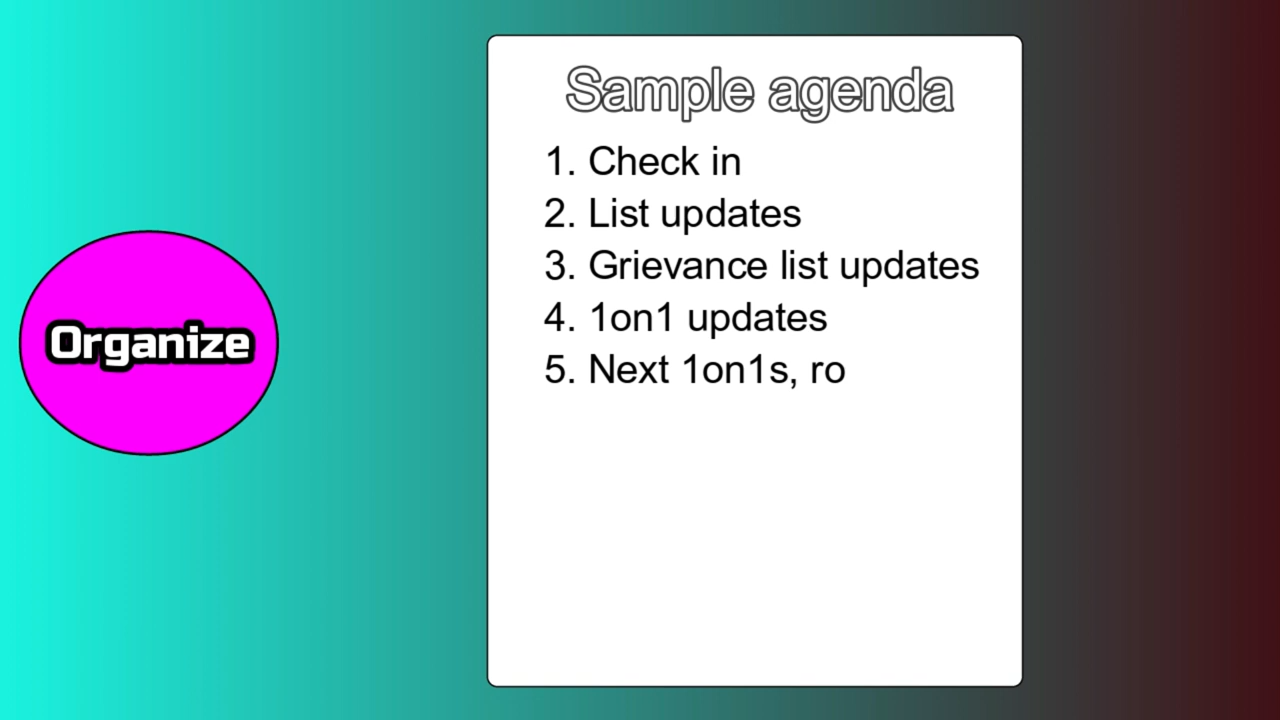 Organize
Sample agenda
1. Check in
2. List updates
3. Grievance list updates
4. 1on1 updates
5. Next 1on1s, ro